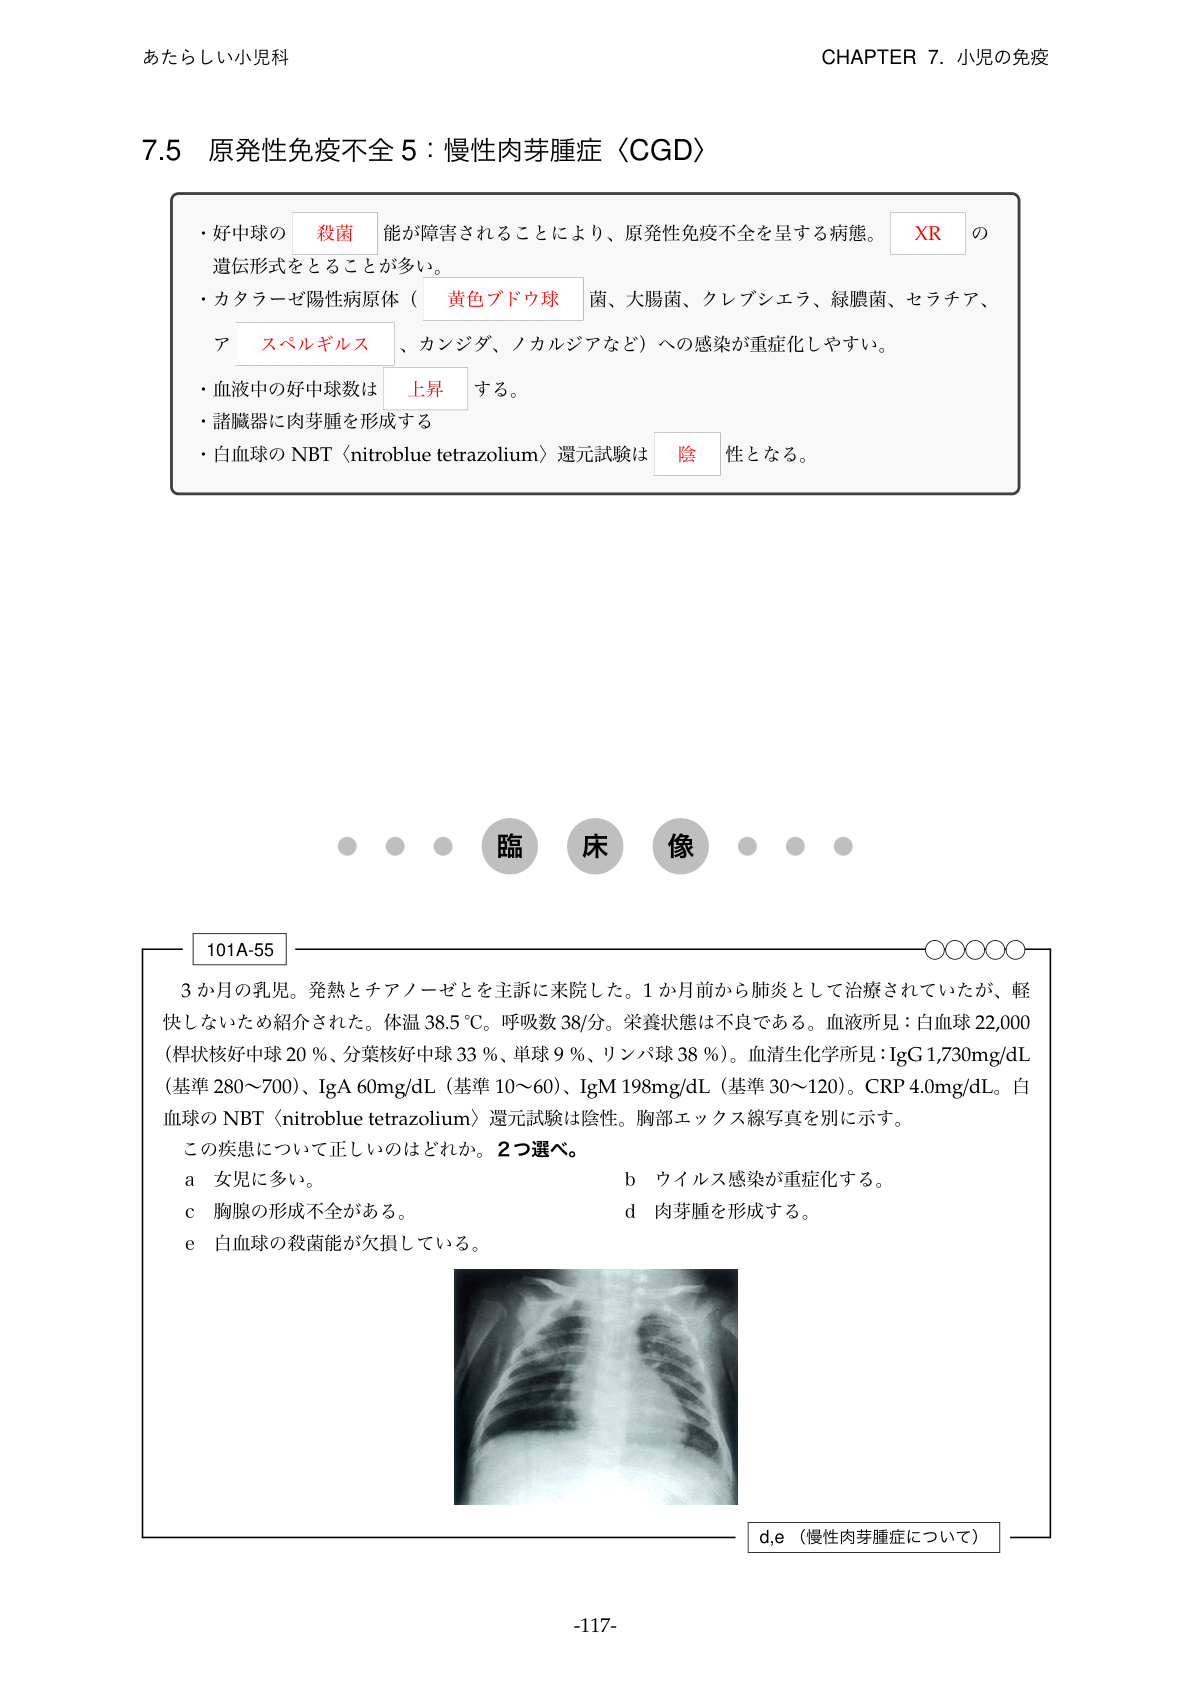 あたらしい小児科
CHAPTER 7. 小児の免疫
7.5 原発性免疫不全 5：慢性肉芽腫症〈CGD〉
・好中球の 殺菌 能が障害されることにより、原発性免疫不全を呈する病態。 XR の
遺伝形式をとることが多い。
・カタラーゼ陽性病原体（ 黄色ブドウ球 菌、大腸菌、クレブシエラ、緑膿菌、セラチア、
ア スペルギルス 、カンジダ、ノカルジアなど）への感染が重症化しやすい。
・血液中の好中球数は 上昇 する。
・諸臓器に肉芽腫を形成する
・白血球の NBT〈nitroblue tetrazolium〉還元試験は 陰 性となる。
臨床像
101A-55
3 か月の乳児。発熱とチアノーゼとを主訴に来院した。1 か月前から肺炎として治療されていたが、軽
快しないため紹介された。体温 38.5 ℃。呼吸数 38/分。栄養状態は不良である。血液所見：白血球 22,000
（桿状核好中球 20 %、分葉核好中球 33 %、単球 9 %、リンパ球 38 %）。血清生化学所見：IgG 1,730mg/dL
（基準 280〜700）、IgA 60mg/dL（基準 10〜60）、IgM 198mg/dL（基準 30〜120）。CRP 4.0mg/dL。白
血球の NBT〈nitroblue tetrazolium〉還元試験は陰性。胸部エックス線写真を別に示す。
この疾患について正しいのはどれか。2つ選べ。
a 女児に多い。
b ウイルス感染が重症化する。
c 胸腺の形成不全がある。
d 肉芽腫を形成する。
e 白血球の殺菌能が欠損している。
d,e （慢性肉芽腫症について）
-117-